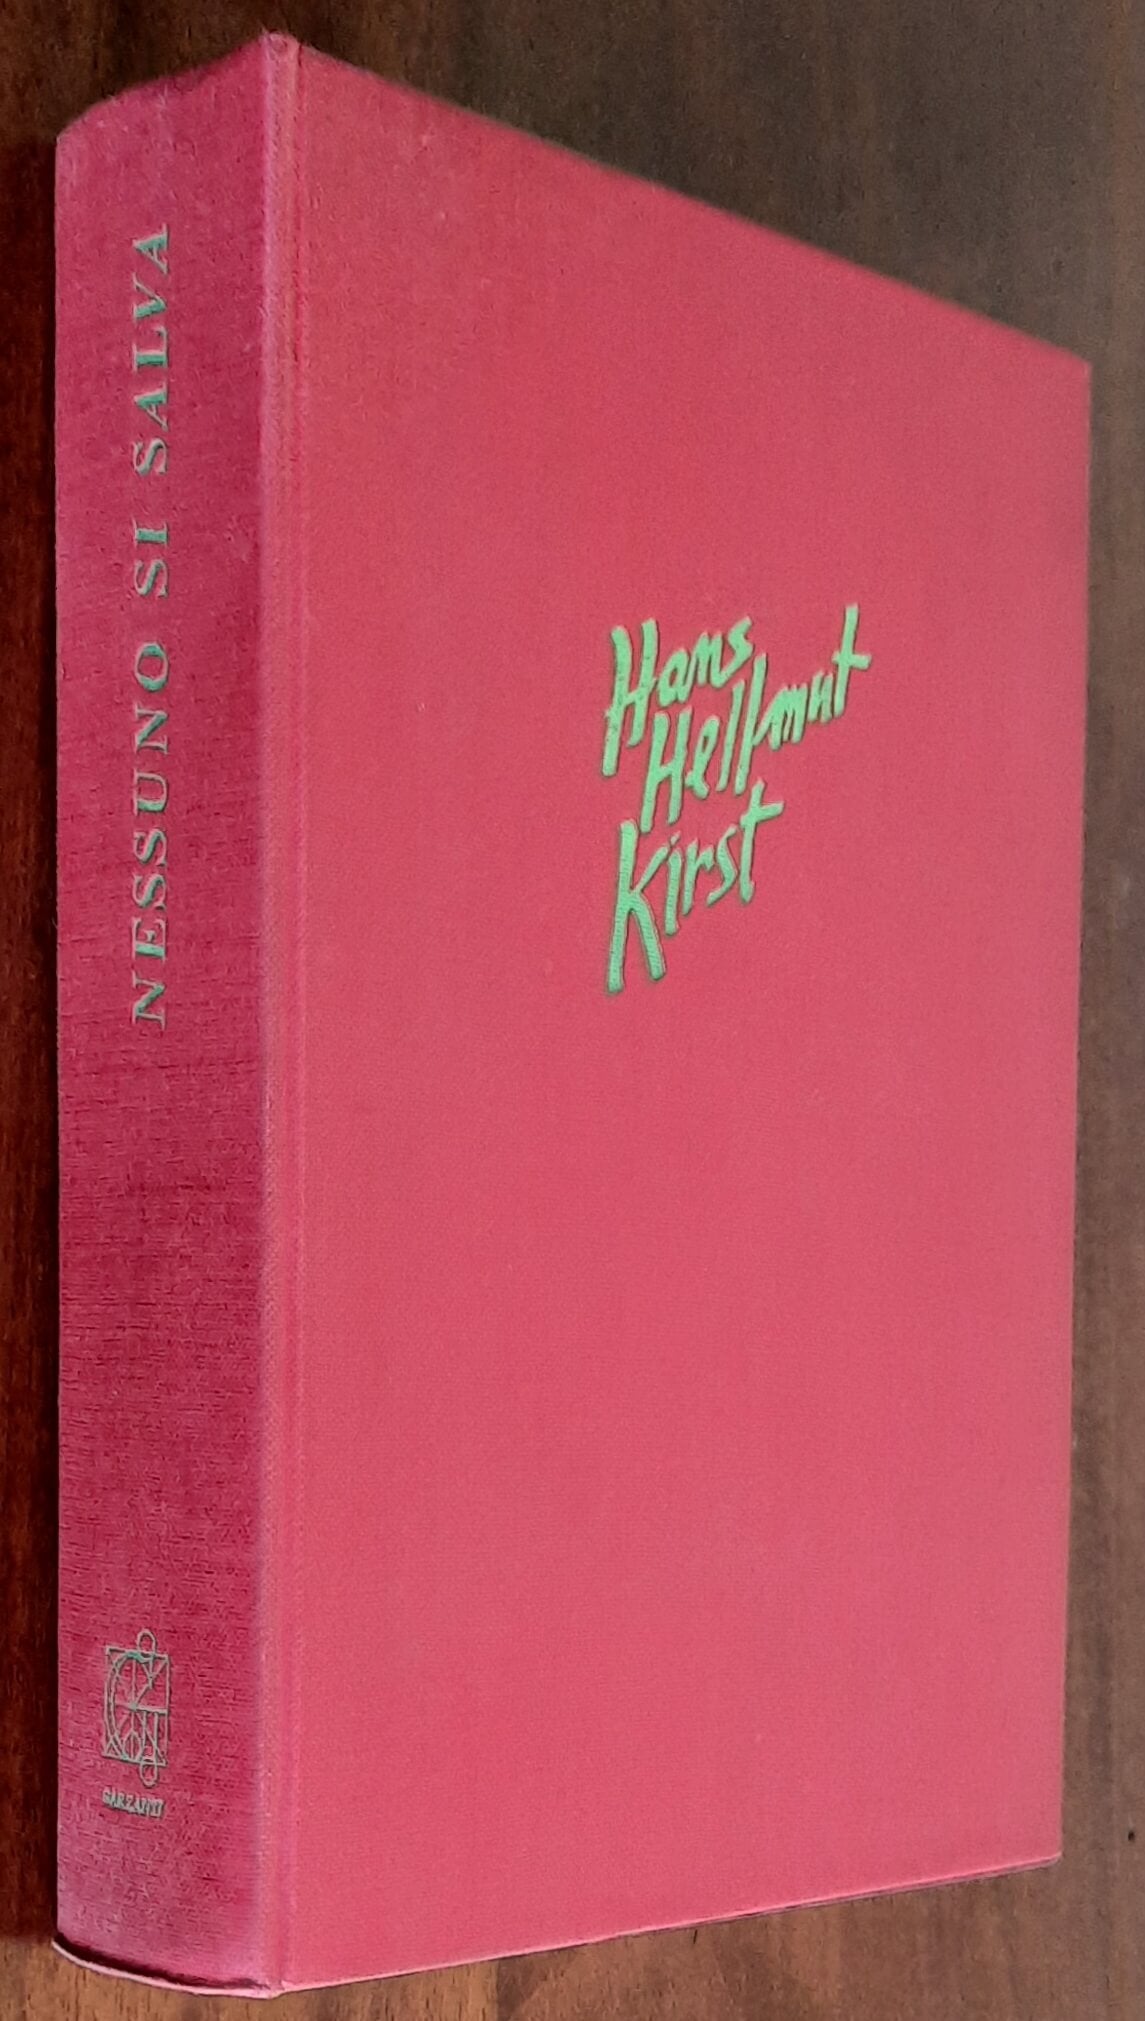 NESSUNO SI SALVA
GARZANTI
Hans
Hellmut
Kirst